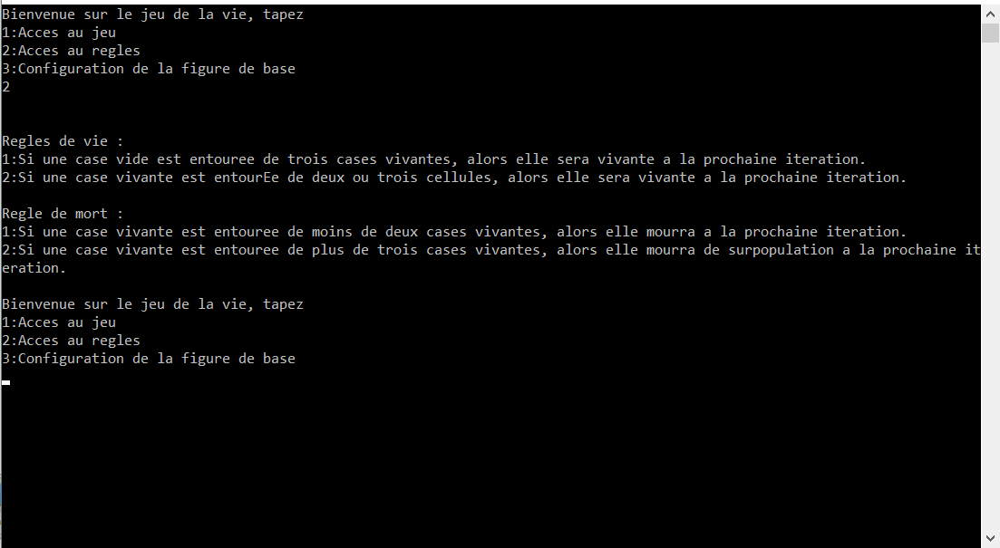 Bienvenue sur le jeu de la vie, tapez
1:Acces au jeu
2:Acces au regles
3:Configuration de la figure de base
2
Regles de vie :
1:Si une case vide est entouree de trois cases vivantes, alors elle sera vivante a la prochaine iteration.
2:Si une case vivante est entourEe de deux ou trois cellules, alors elle sera vivante a la prochaine iteration.
Regle de mort :
1:Si une case vivante est entouree de moins de deux cases vivantes, alors elle mourra a la prochaine iteration.
2:Si une case vivante est entouree de plus de trois cases vivantes, alors elle mourra de surpopulation a la prochaine it
eration.
Bienvenue sur le jeu de la vie, tapez
1:Acces au jeu
2:Acces au regles
3:Configuration de la figure de base